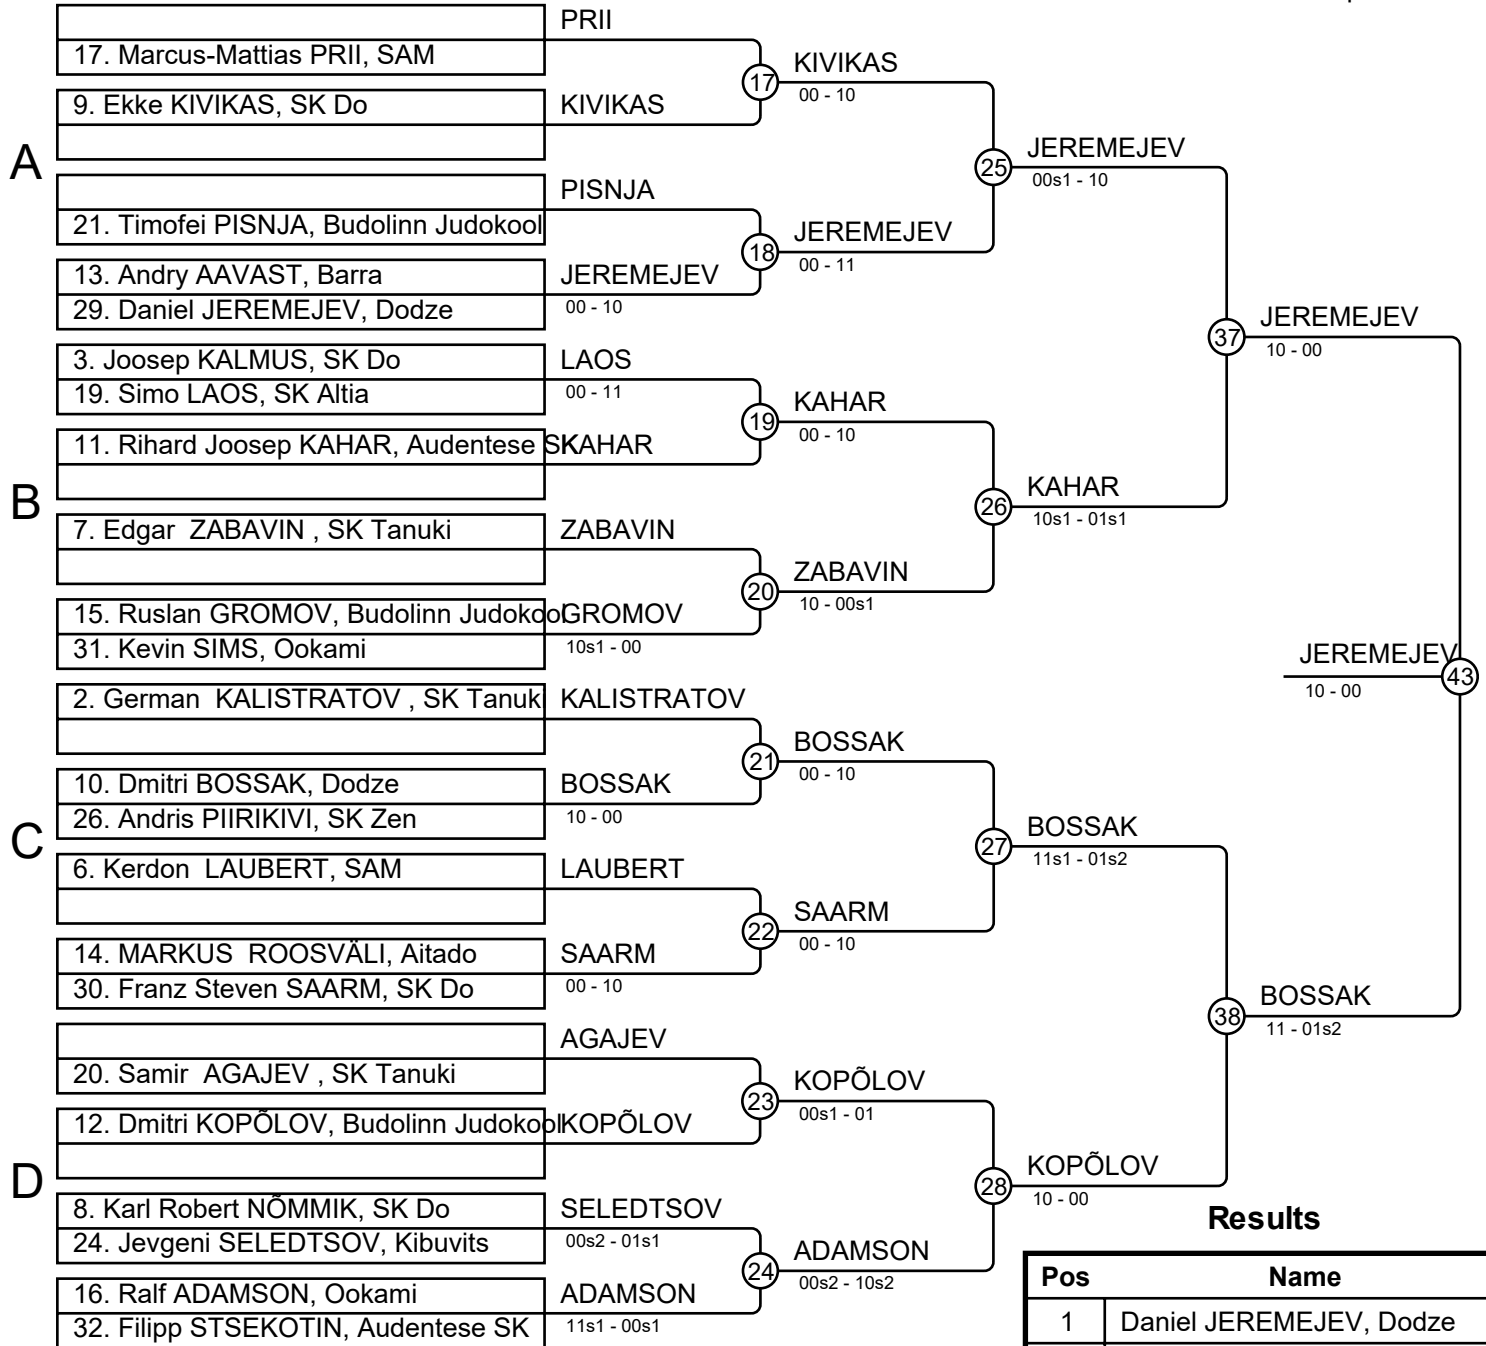 PRII
17. Marcus-Mattias PRII, SAM
KIVIKAS
17
00 - 10
9. Ekke KIVIKAS, SK Do
KIVIKAS
A
JEREMEJEV
25
00s1 - 10
PISNJA
21. Timofei PISNJA, Budolinn Judokool
JEREMEJEV
18
00 - 11
13. Andry AAVAST, Barra
JEREMEJEV
29. Daniel JEREMEJEV, Dodze
00 - 10
JEREMEJEV
37
10 - 00
3. Joosep KALMUS, SK Do
LAOS
19. Simo LAOS, SK Altia
00 - 11
KAHAR
19
00 - 10
11. Rihard Joosep KAHAR, Audentese SK
KAHAR
B
KAHAR
26
10s1 - 01s1
7. Edgar ZABAVIN , SK Tanuki
ZABAVIN
ZABAVIN
20
10 - 00s1
15. Ruslan GROMOV, Budolinn Judokool
GROMOV
31. Kevin SIMS, Ookami
10s1 - 00
JEREMEJEV
43
10 - 00
2. German KALISTRATOV , SK Tanuki
KALISTRATOV
BOSSAK
21
00 - 10
10. Dmitri BOSSAK, Dodze
BOSSAK
26. Andris PIIRIKIVI, SK Zen
10 - 00
C
BOSSAK
27
11s1 - 01s2
6. Kerdon LAUBERT, SAM
LAUBERT
SAARM
22
00 - 10
14. MARKUS ROOSVÄLI, Aitado
SAARM
30. Franz Steven SAARM, SK Do
00 - 10
BOSSAK
38
11 - 01s2
AGAJEV
20. Samir AGAJEV , SK Tanuki
KOPÕLOV
23
00s1 - 01
12. Dmitri KOPÕLOV, Budolinn Judokool
KOPÕLOV
D
KOPÕLOV
28
10 - 00
8. Karl Robert NÕMMIK, SK Do
SELEDTSOV
24. Jevgeni SELEDTSOV, Kibuvits
00s2 - 01s1
ADAMSON
24
00s2 - 10s2
16. Ralf ADAMSON, Ookami
ADAMSON
32. Filipp STSEKOTIN, Audentese SK
11s1 - 00s1
Results
Pos Name
1 Daniel JEREMEJEV, Dodze